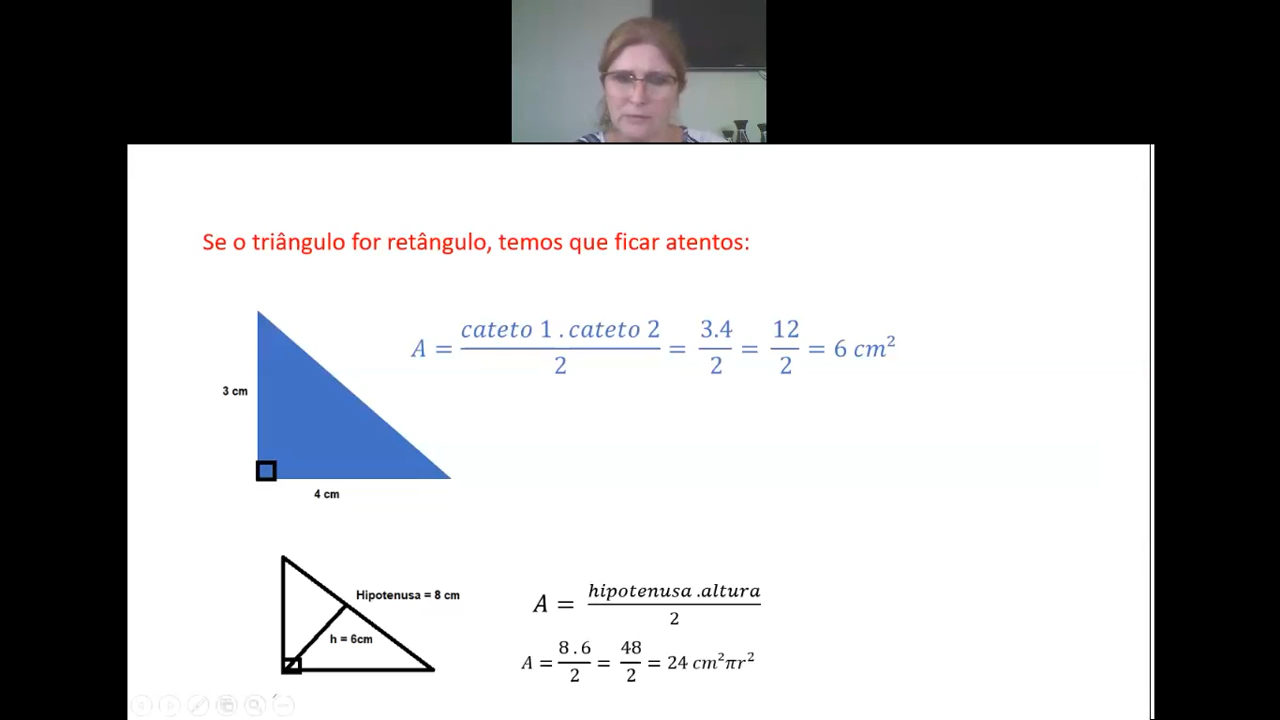 Se o triângulo for retângulo, temos que ficar atentos:
A = cateto 1 . cateto 2 / 2 = 3.4 / 2 = 12 / 2 = 6 cm²
3 cm
4 cm
Hipotenusa = 8 cm
h = 6cm
A = hipotenusa .altura / 2
A = 8 . 6 / 2 = 48 / 2 = 24 cm²πr²